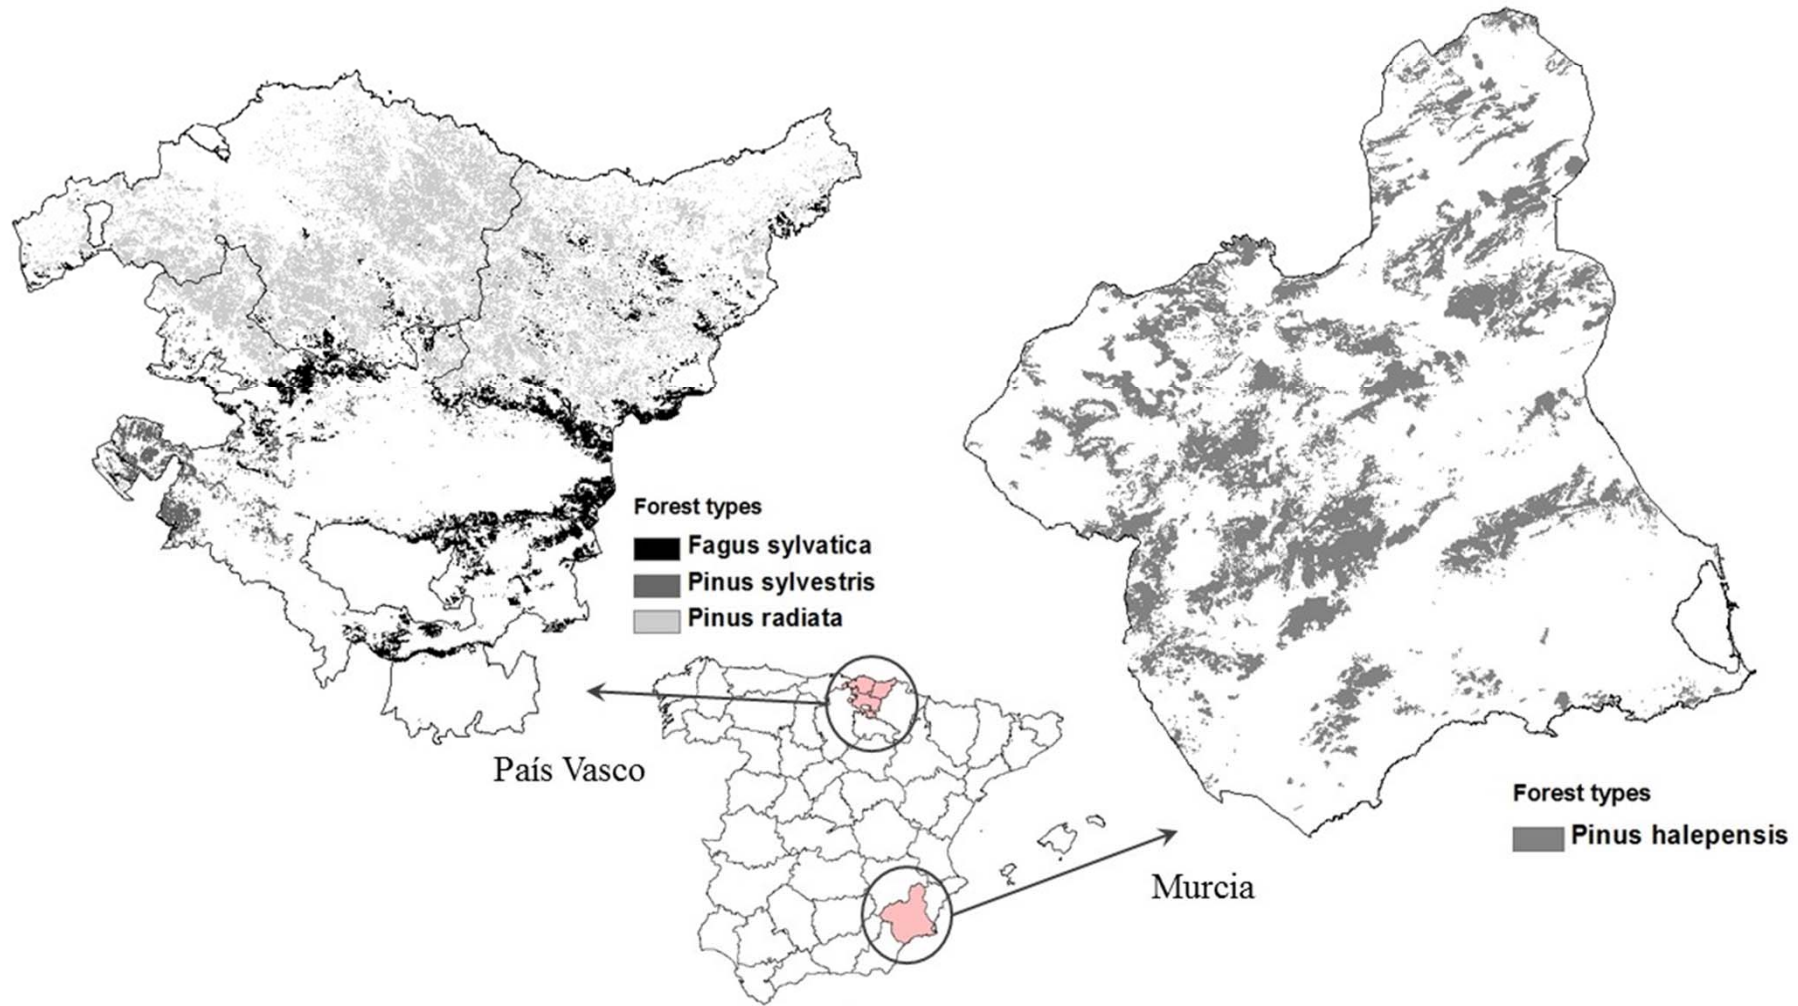 Forest types
Fagus sylvatica
Pinus sylvestris
Pinus radiata
País Vasco
Murcia
Forest types
Pinus halepensis